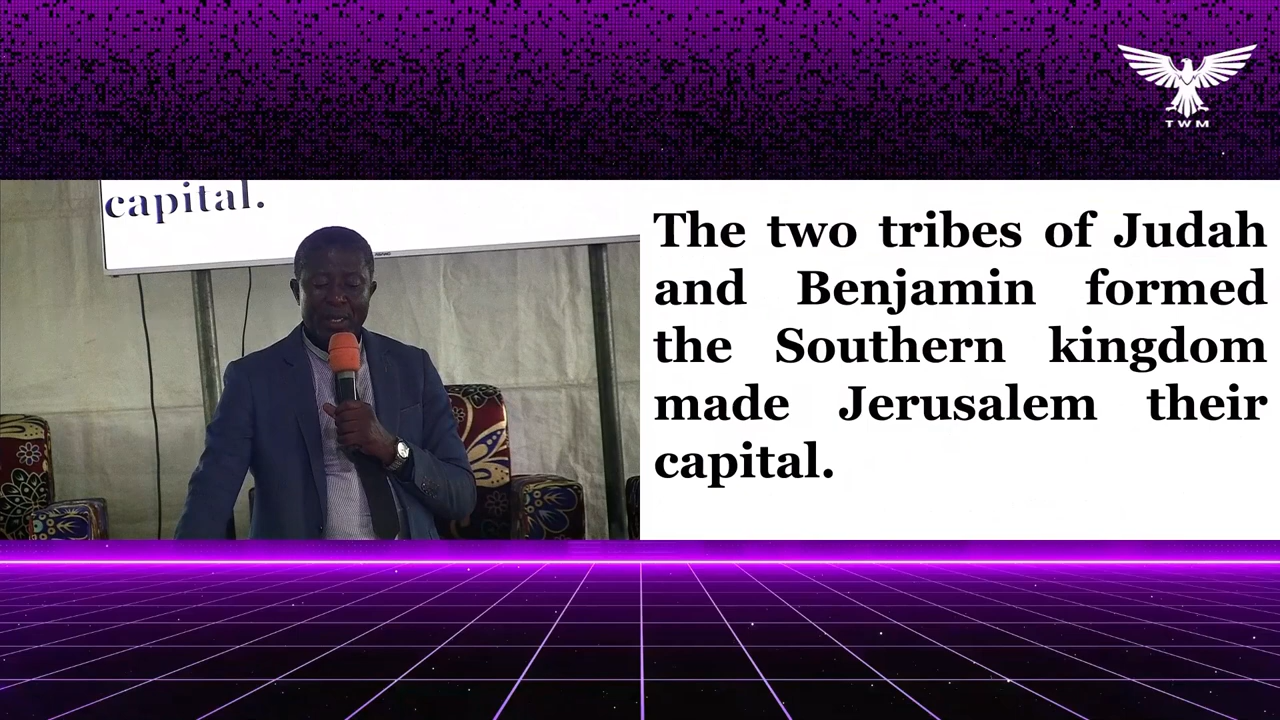 TWM
capital.
The two tribes of Judah
and Benjamin formed
the Southern kingdom
made Jerusalem their
capital.